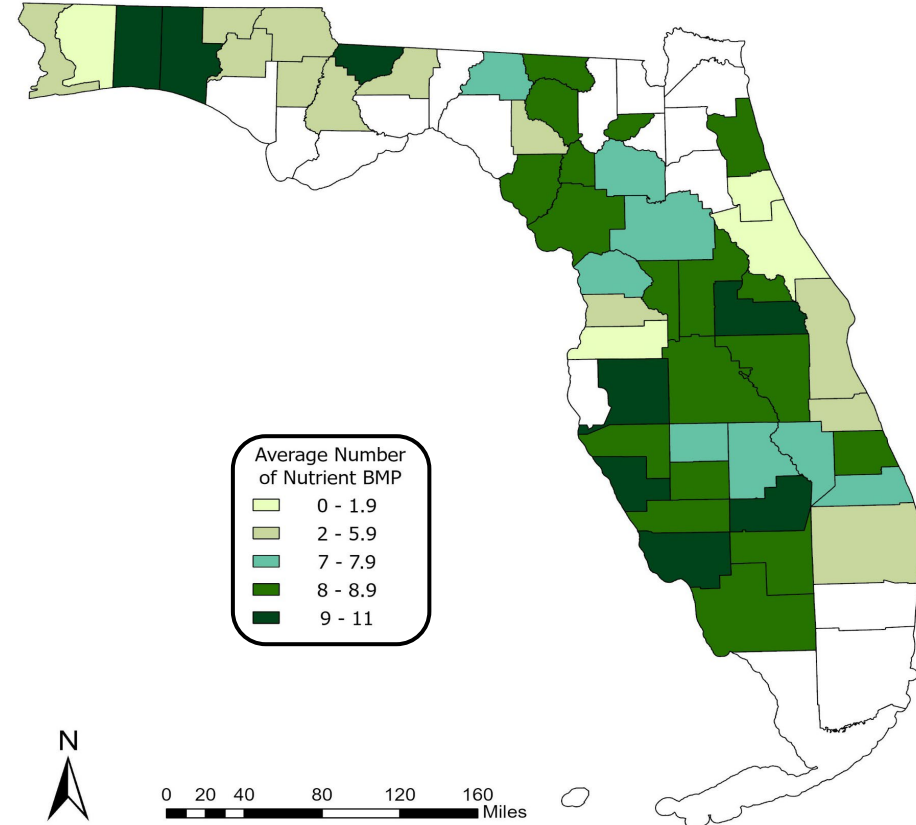 Average Number
of Nutrient BMP
0 - 1.9
2 - 5.9
7 - 7.9
8 - 8.9
9 - 11
N
0 20 40 80 120 160
Miles